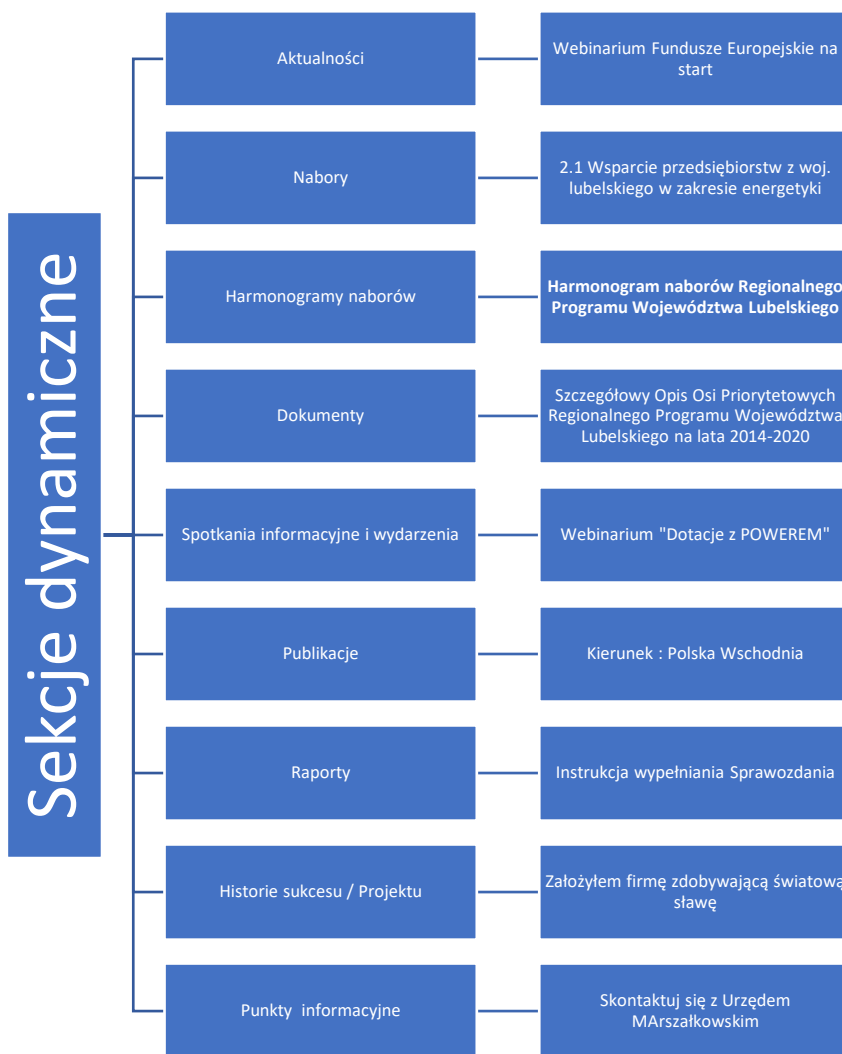 Sekcje dynamiczne
Aktualności
Webinarium Fundusze Europejskie na
start
Nabory
2.1 Wsparcie przedsiębiorstw z woj.
lubelskiego w zakresie energetyki
Harmonogramy naborów
Harmonogram naborów Regionalnego
Programu Województwa Lubelskiego
Dokumenty
Szczegółowy Opis Osi Priorytetowych
Regionalnego Programu Województwa
Lubelskiego na lata 2014-2020
Spotkania informacyjne i wydarzenia
Webinarium "Dotacje z POWEREM"
Publikacje
Kierunek : Polska Wschodnia
Raporty
Instrukcja wypełniania Sprawozdania
Historie sukcesu / Projektu
Założyłem firmę zdobywającą światową
sławę
Punkty  informacyjne
Skontaktuj się z Urzędem
MArszałkowskim